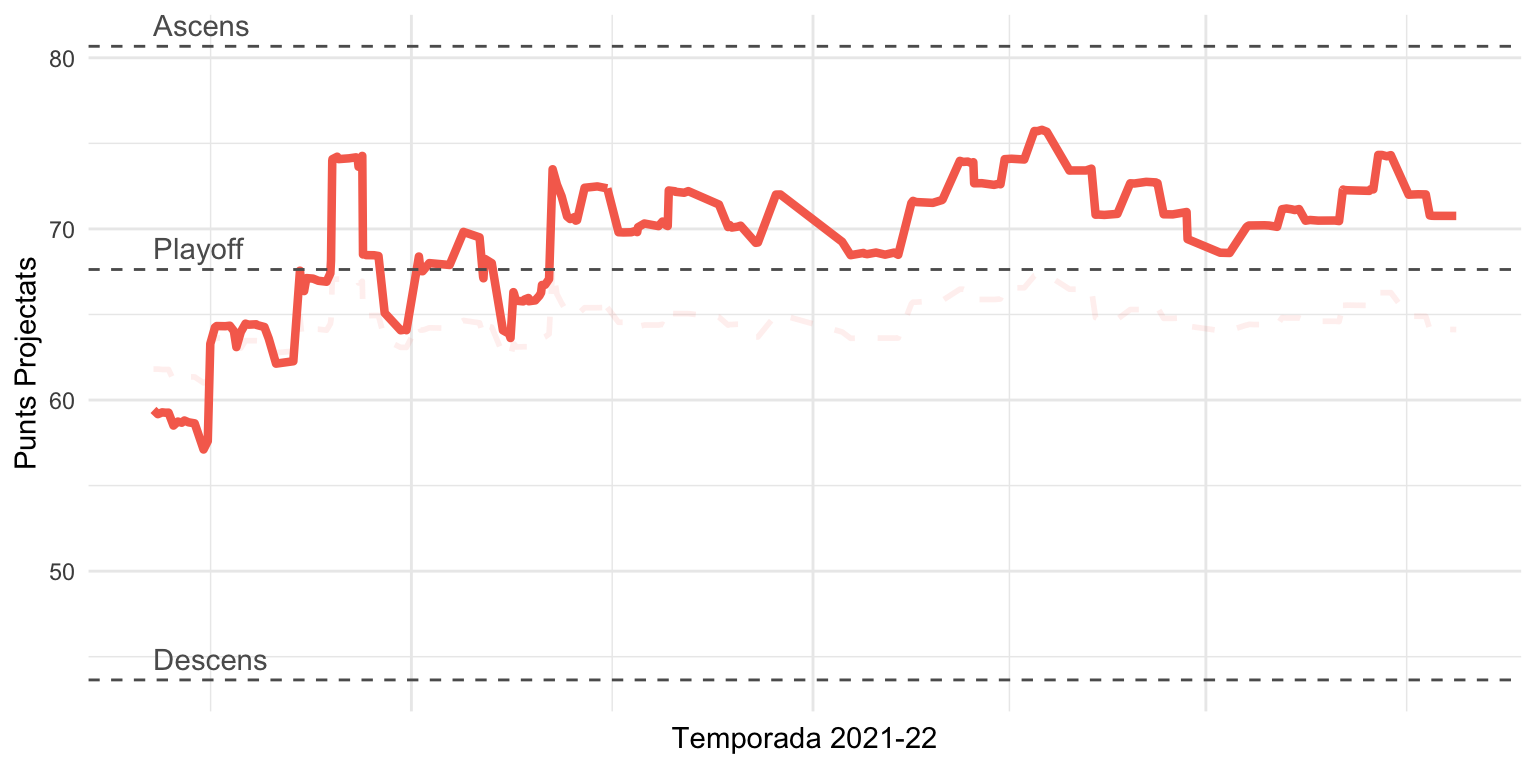 Ascens
80
70
Playoff
60
50
Descens
Punts Projectats
Temporada 2021-22